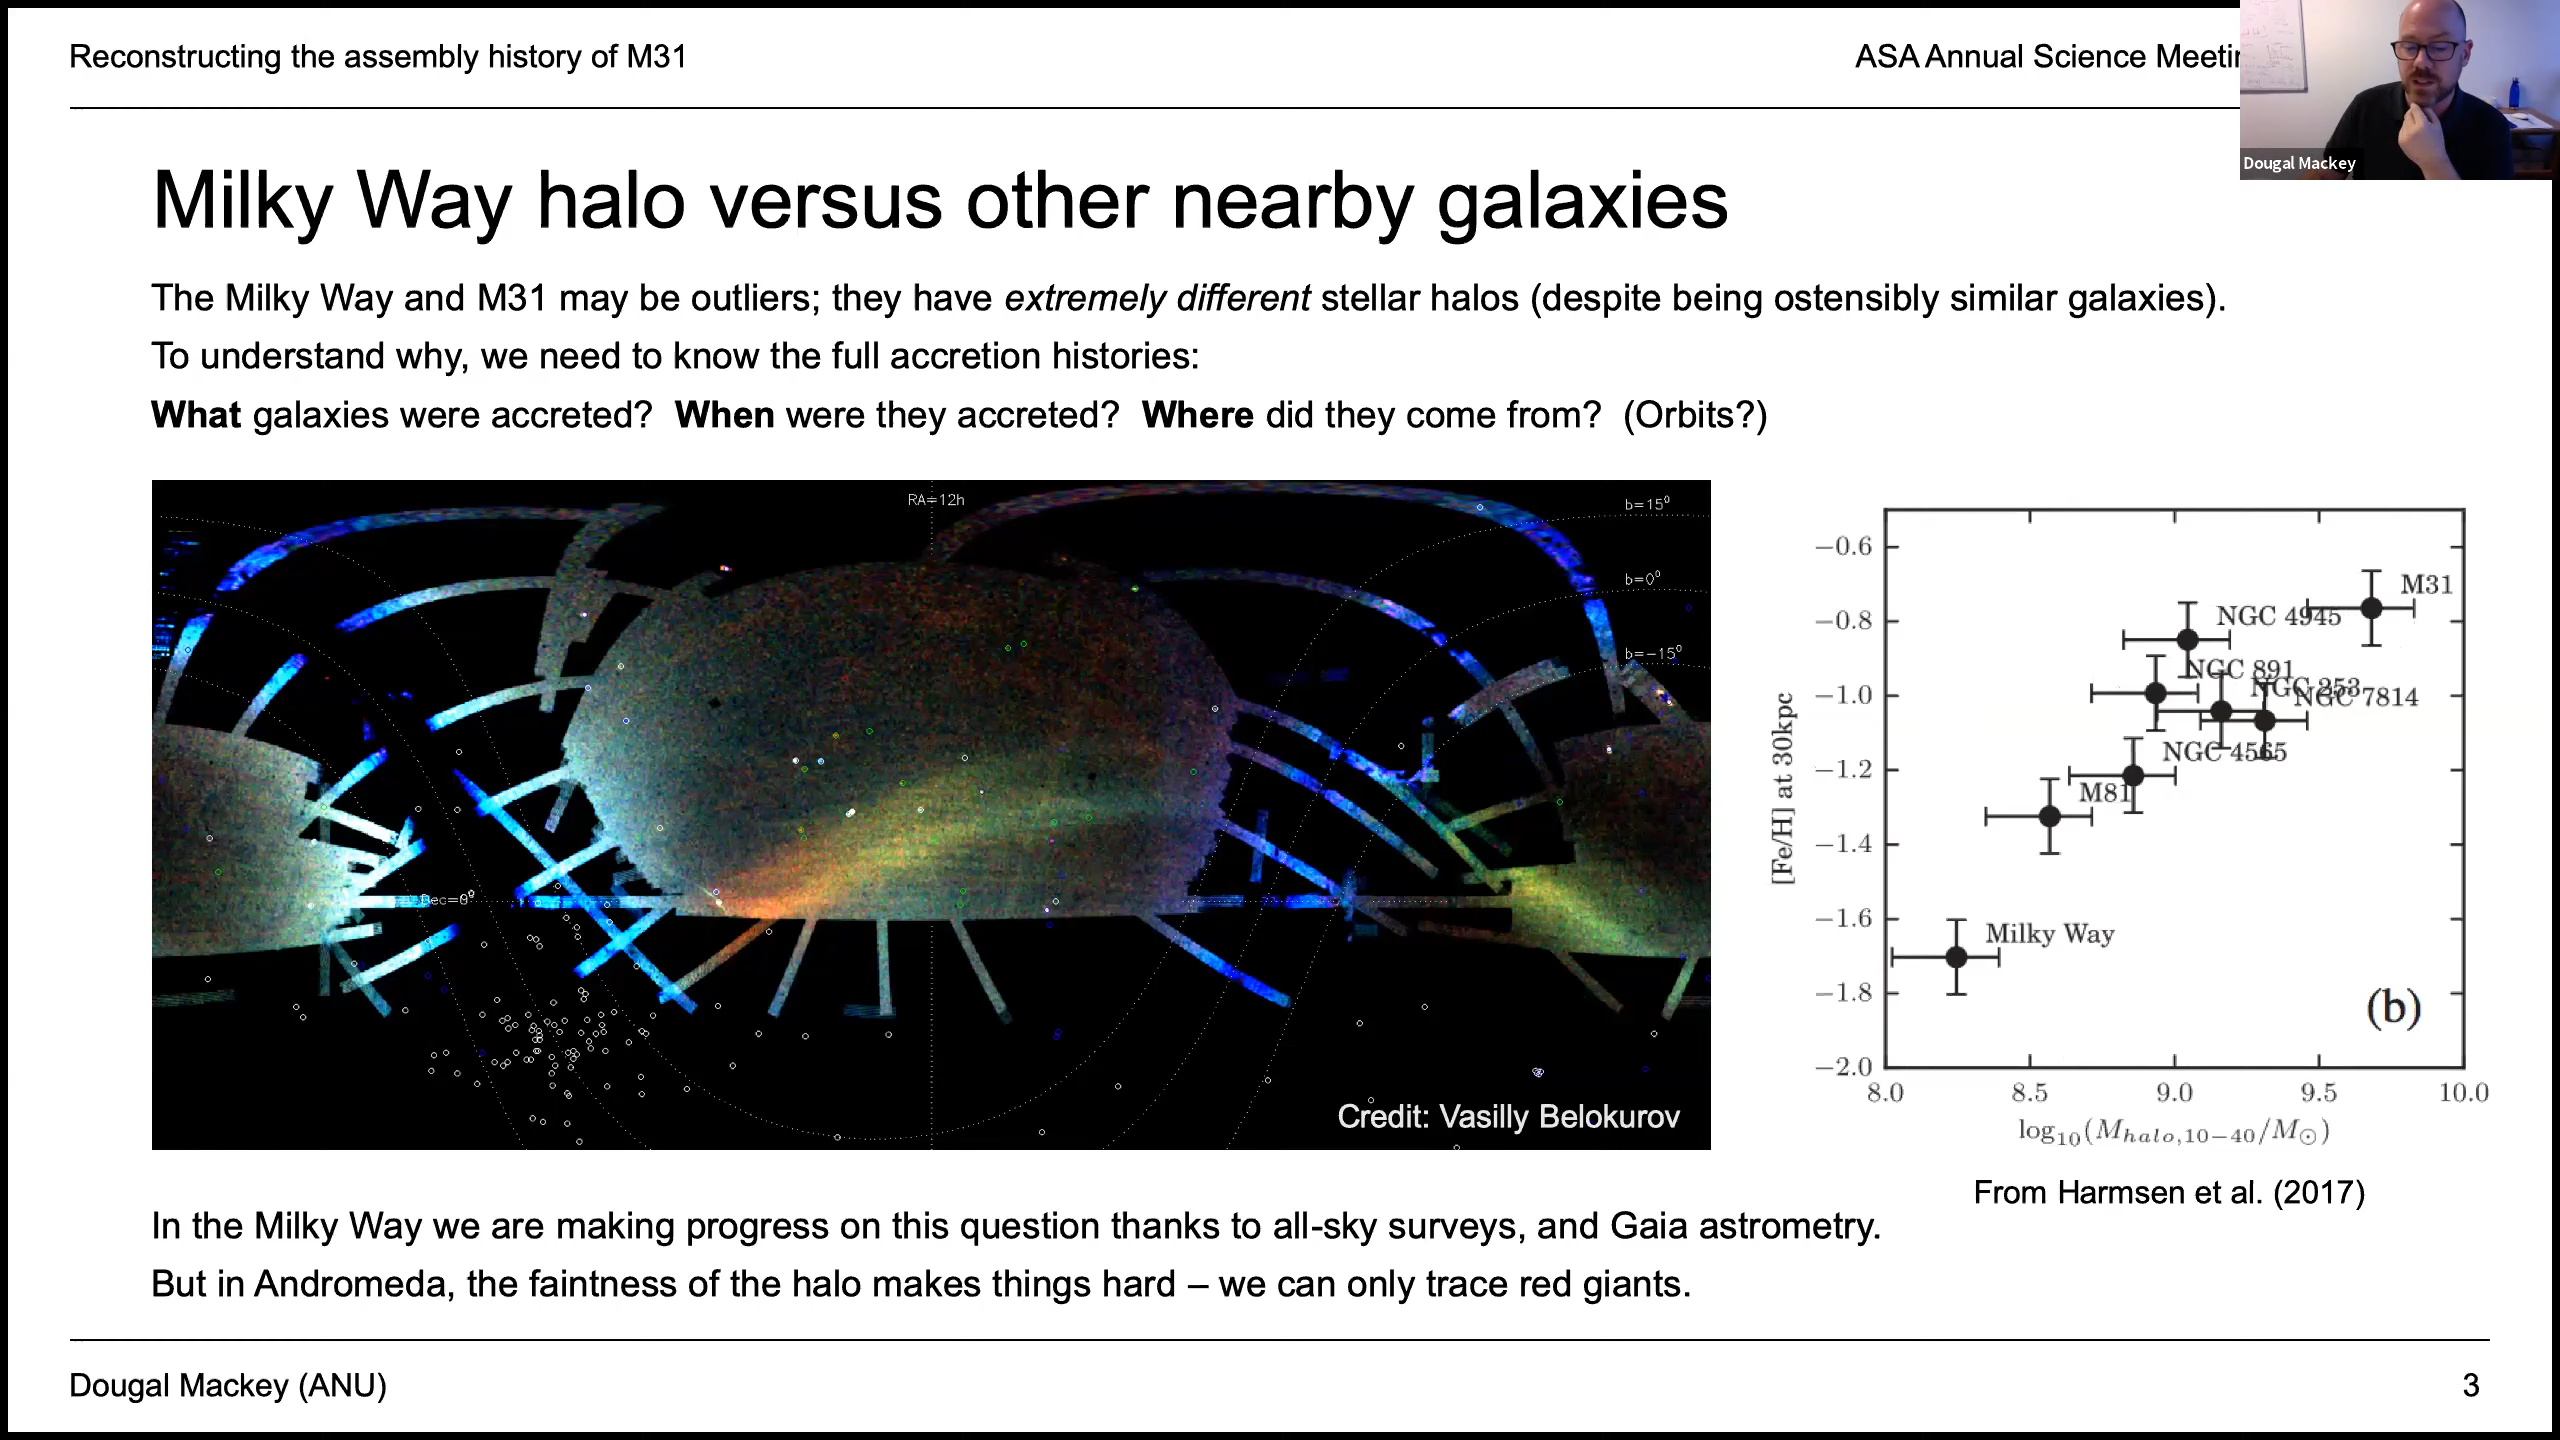 Reconstructing the assembly history of M31
ASA Annual Science Meetin
Dougal Mackey
Milky Way halo versus other nearby galaxies
The Milky Way and M31 may be outliers; they have extremely different stellar halos (despite being ostensibly similar galaxies).
To understand why, we need to know the full accretion histories:
What galaxies were accreted? When were they accreted? Where did they come from? (Orbits?)
RA=12h
b=15⁰
b=0⁰
b=-15⁰
Dec=0⁰
Credit: Vasilly Belokurov
[Fe/H] at 30kpc
−0.6
−0.8
−1.0
−1.2
−1.4
−1.6
−1.8
−2.0
M31
NGC 4945
NGC 891
NGC 253
NGC 7814
NGC 4565
M81
Milky Way
(b)
8.0 8.5 9.0 9.5 10.0
log₁₀(M_halo,10−40/M☉)
From Harmsen et al. (2017)
In the Milky Way we are making progress on this question thanks to all-sky surveys, and Gaia astrometry.
But in Andromeda, the faintness of the halo makes things hard – we can only trace red giants.
Dougal Mackey (ANU)
3